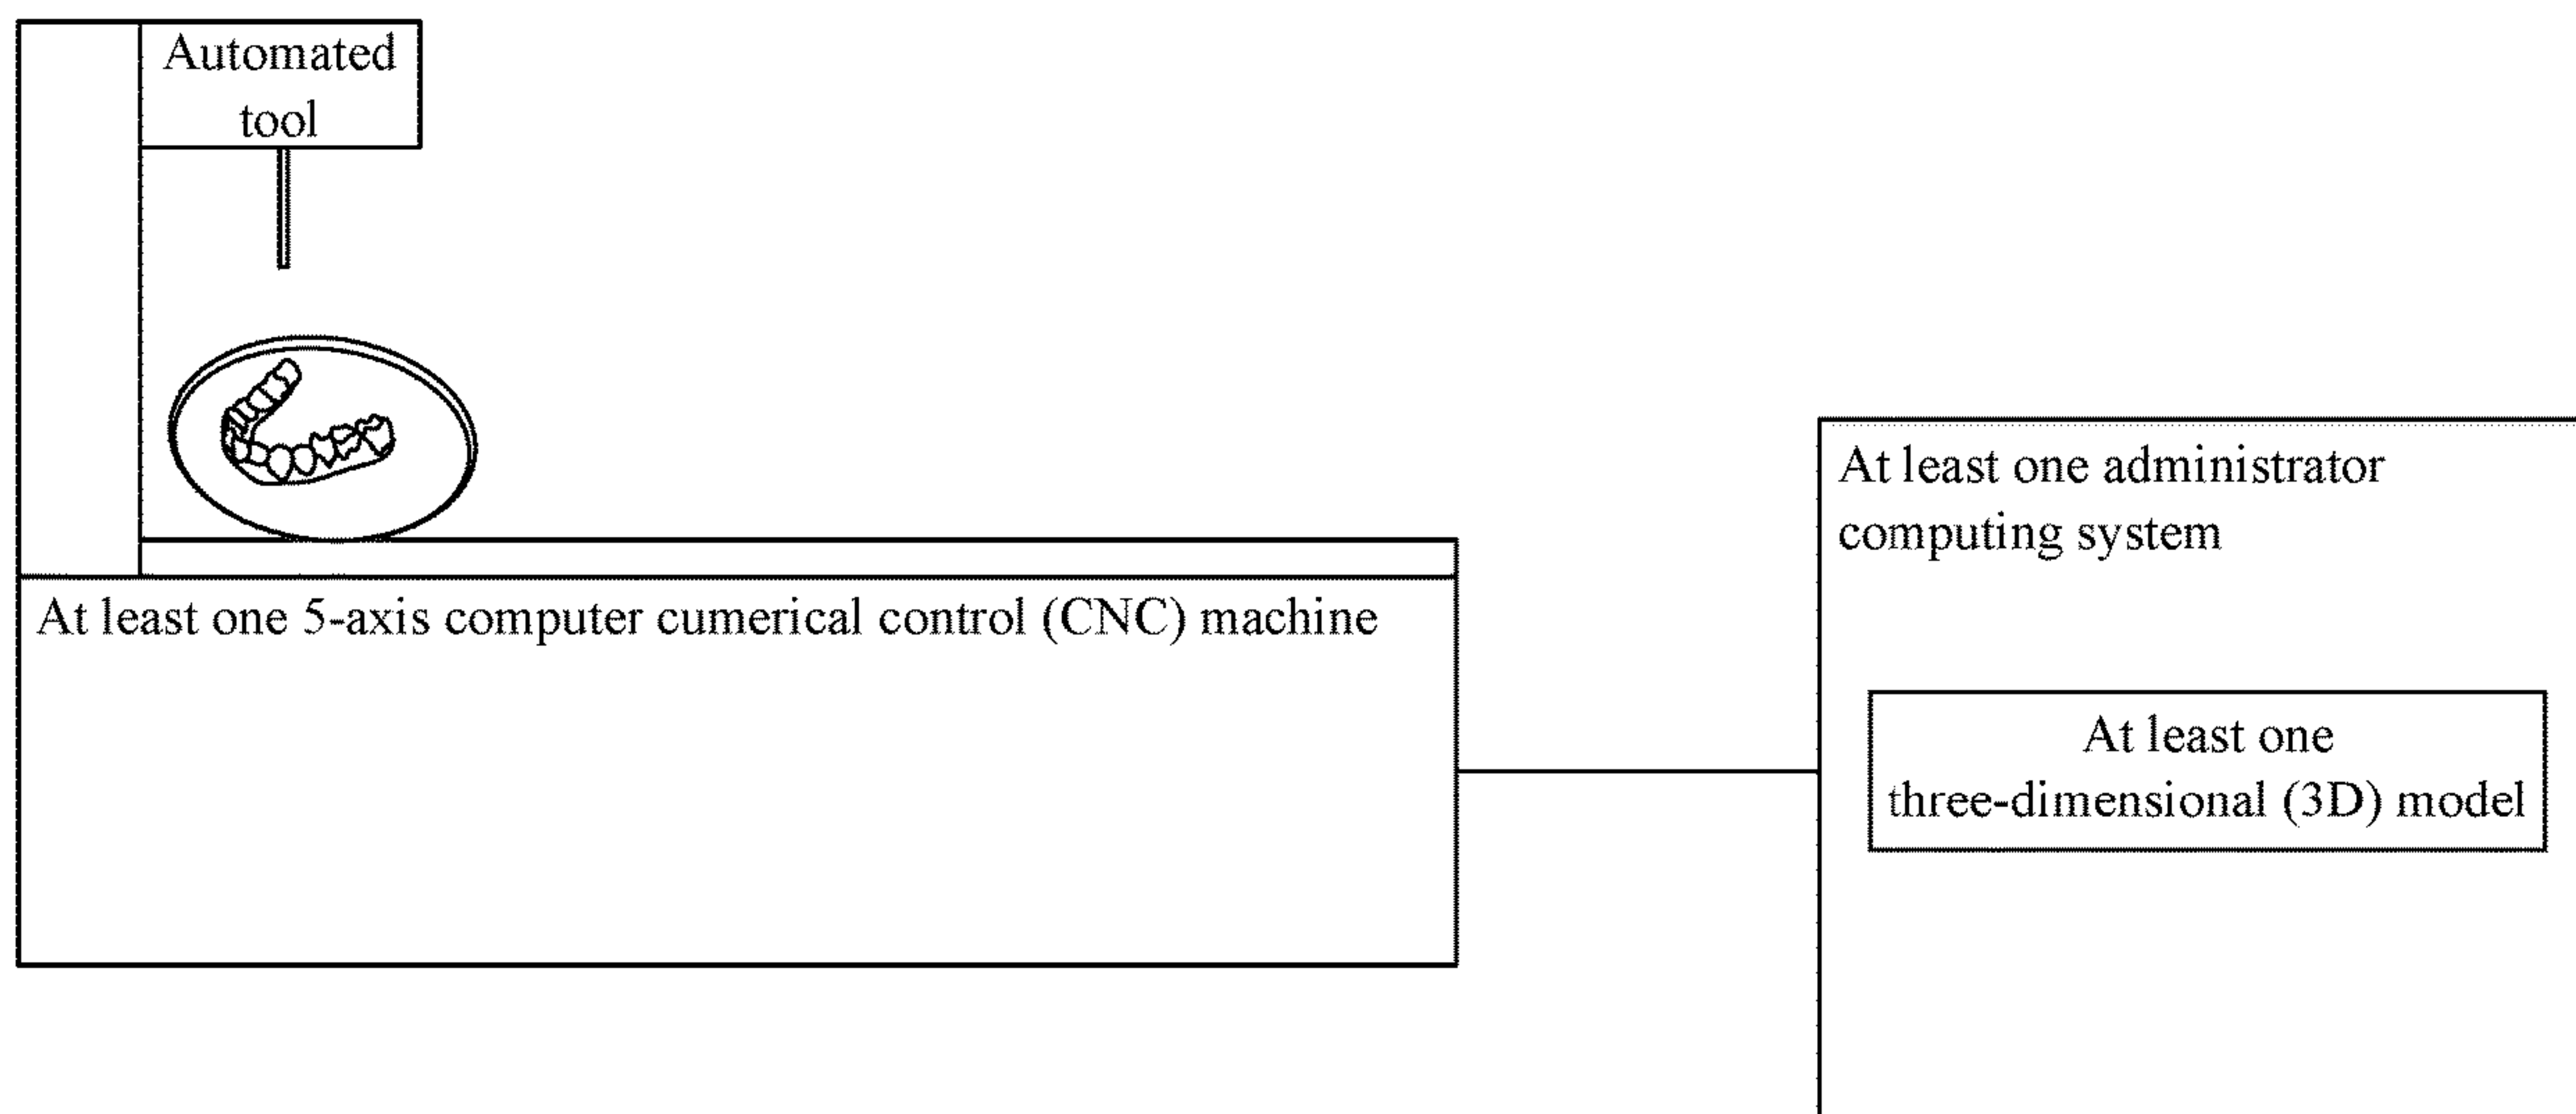 Automated
tool
At least one administrator
computing system
At least one 5-axis computer cumerical control (CNC) machine
At least one
three-dimensional (3D) model